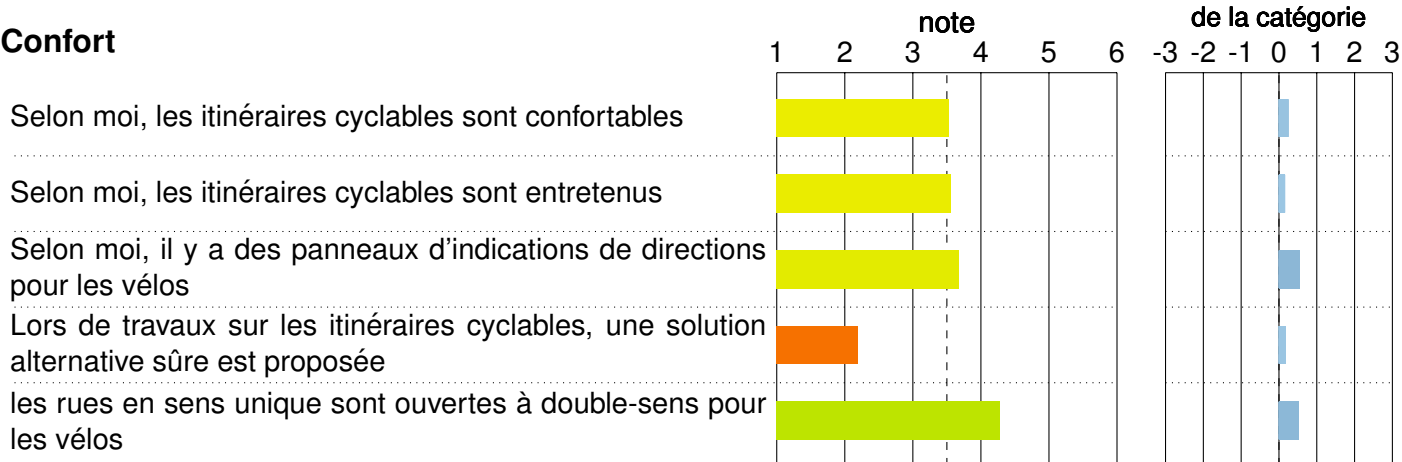 note
de la catégorie
Confort
1 2 3 4 5 6
-3 -2 -1 0 1 2 3
Selon moi, les itinéraires cyclables sont confortables
Selon moi, les itinéraires cyclables sont entretenus
Selon moi, il y a des panneaux d'indications de directions
pour les vélos
Lors de travaux sur les itinéraires cyclables, une solution
alternative sûre est proposée
les rues en sens unique sont ouvertes à double-sens pour
les vélos